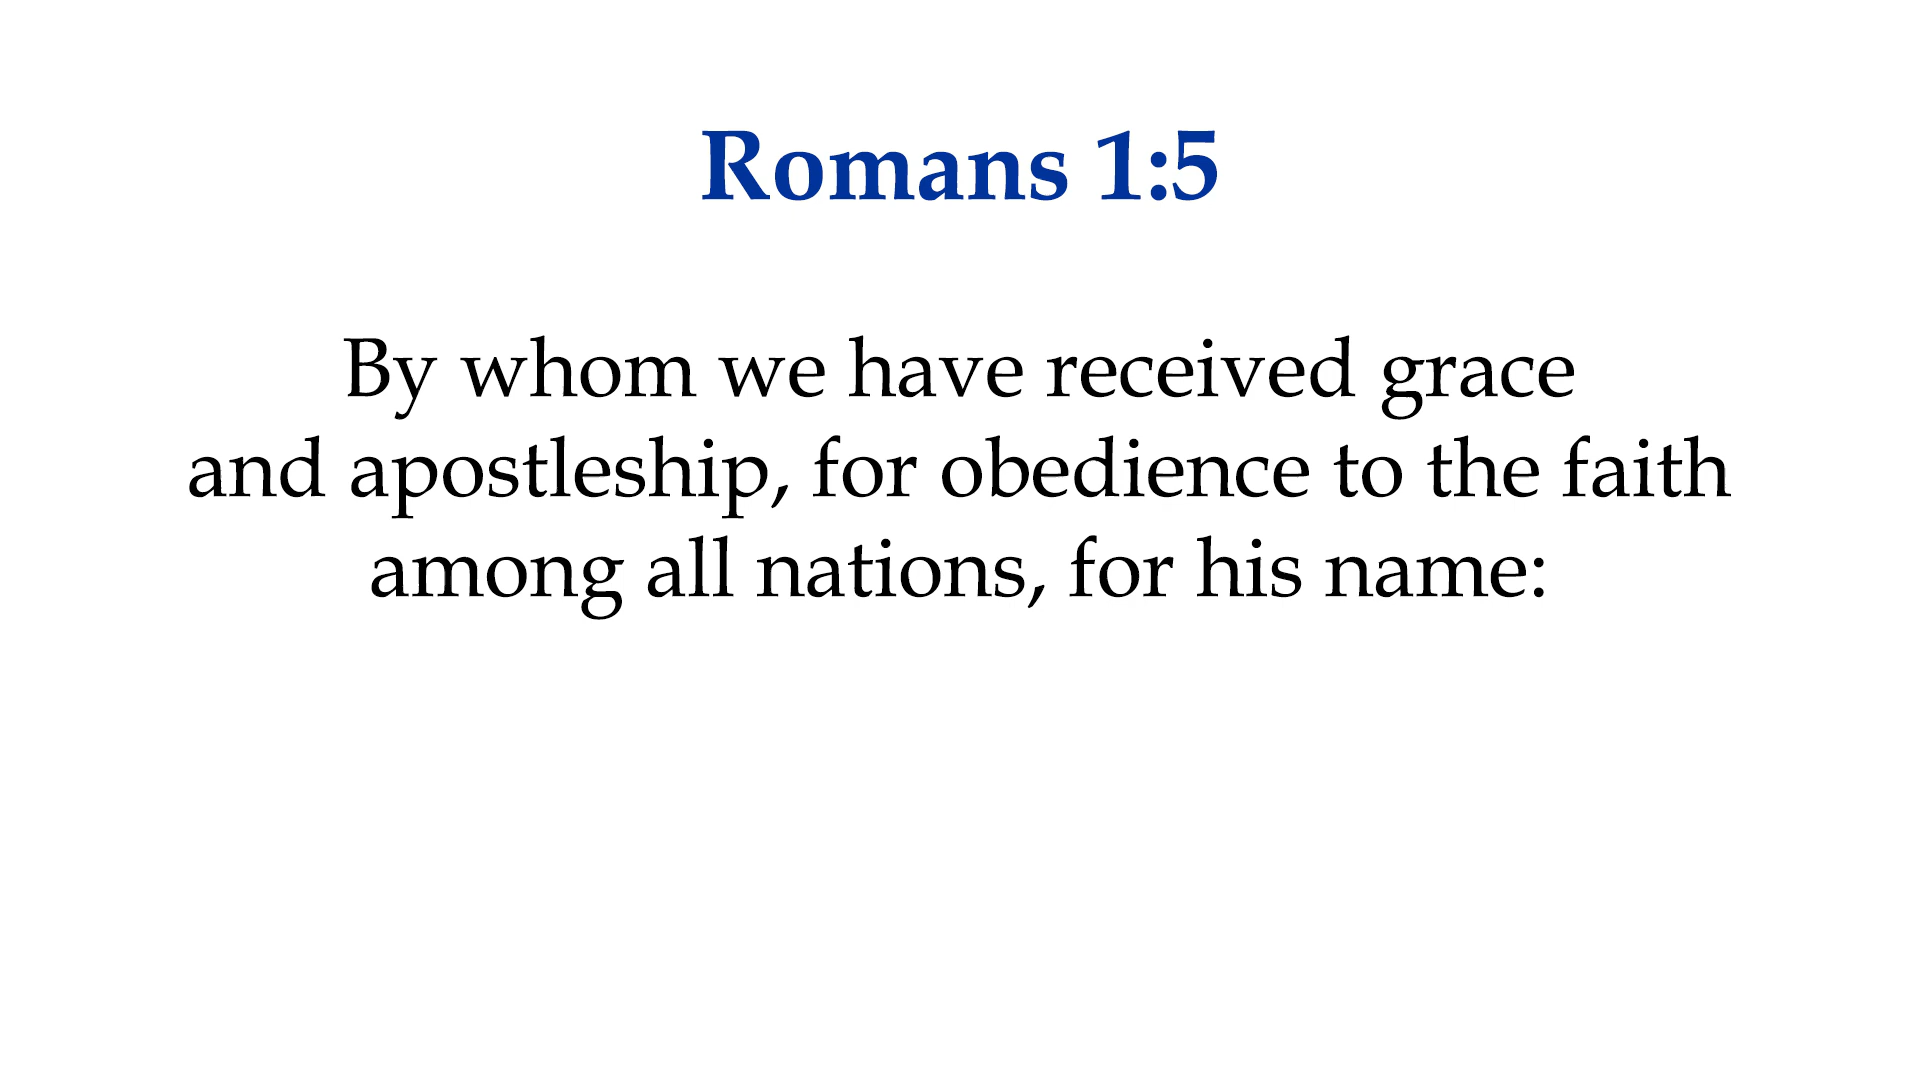 Romans 1:5
By whom we have received grace
and apostleship, for obedience to the faith
among all nations, for his name: